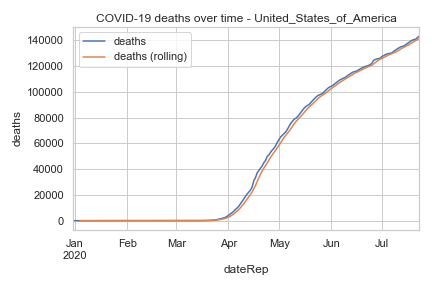 COVID-19 deaths over time - United_States_of_America
deaths
deaths (rolling)
140000
120000
100000
80000
60000
40000
20000
0
deaths
Jan Feb Mar Apr May Jun Jul
2020
dateRep